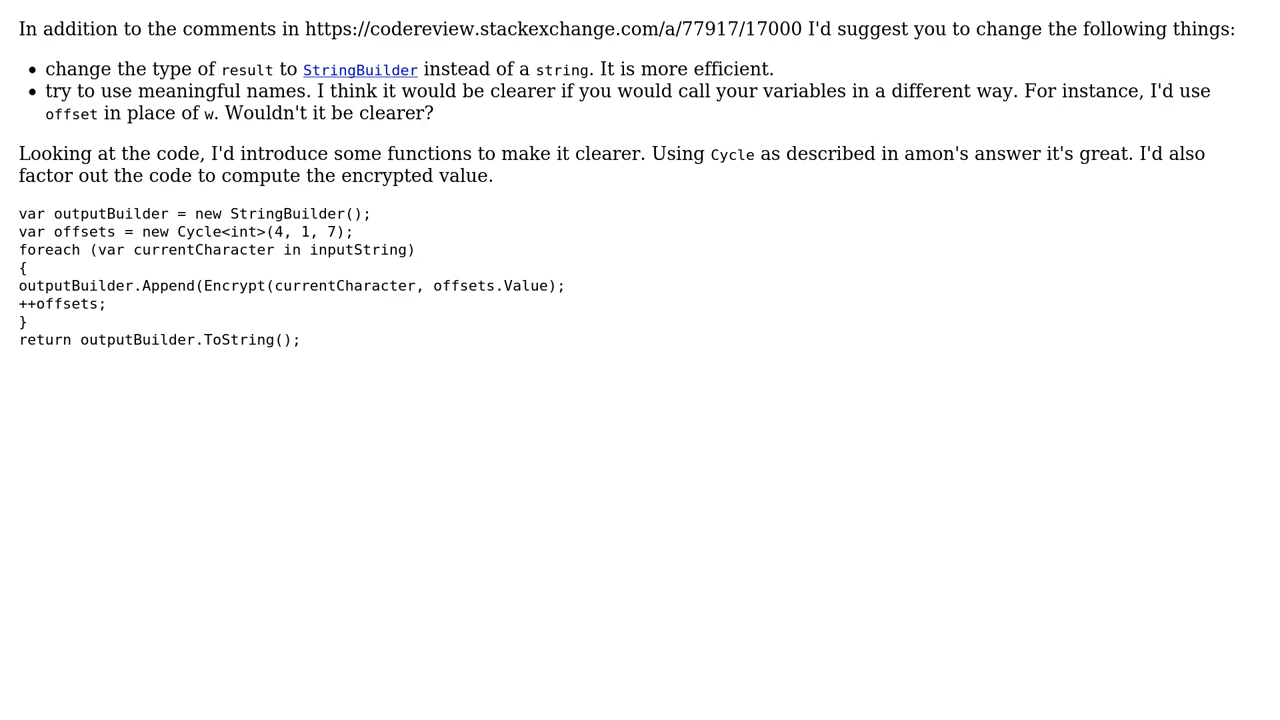 In addition to the comments in https://codereview.stackexchange.com/a/77917/17000 I'd suggest you to change the following things:
• change the type of result to StringBuilder instead of a string. It is more efficient.
• try to use meaningful names. I think it would be clearer if you would call your variables in a different way. For instance, I'd use
offset in place of w. Wouldn't it be clearer?
Looking at the code, I'd introduce some functions to make it clearer. Using Cycle as described in amon's answer it's great. I'd also
factor out the code to compute the encrypted value.
var outputBuilder = new StringBuilder();
var offsets = new Cycle<int>(4, 1, 7);
foreach (var currentCharacter in inputString)
{
outputBuilder.Append(Encrypt(currentCharacter, offsets.Value);
++offsets;
}
return outputBuilder.ToString();